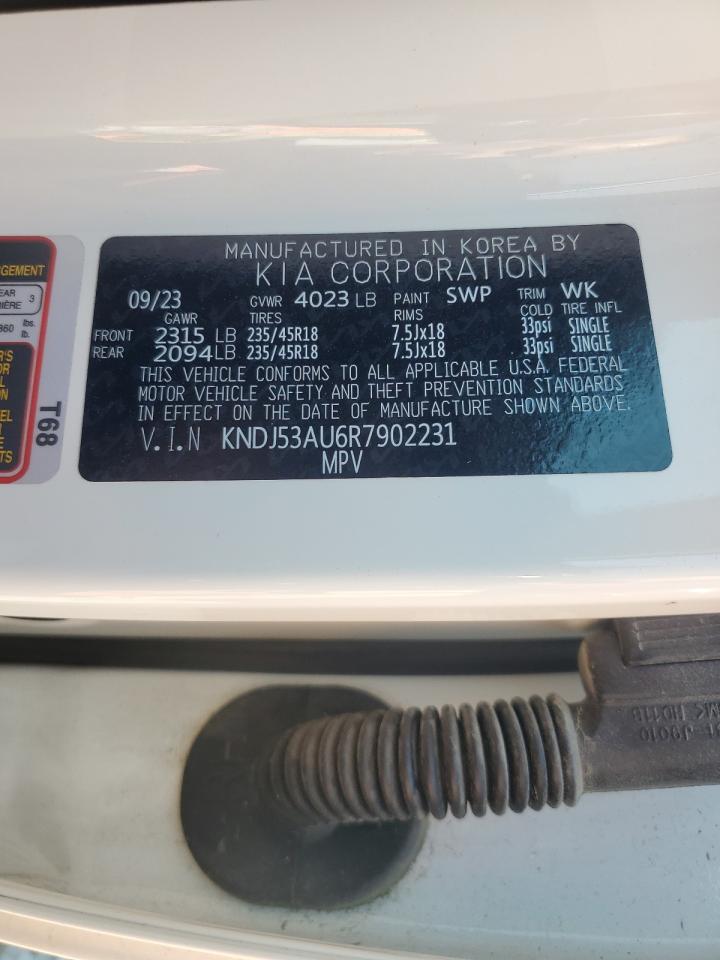 MANUFACTURED IN KOREA BY
KIA CORPORATION
09/23 GVWR 4023 LB PAINT SWP TRIM WK
GAWR TIRES RIMS COLD TIRE INFL
FRONT 2315 LB 235/45R18 7.5Jx18 33psi SINGLE
REAR 2094 LB 235/45R18 7.5Jx18 33psi SINGLE
THIS VEHICLE CONFORMS TO ALL APPLICABLE U.S.A. FEDERAL
MOTOR VEHICLE SAFETY AND THEFT PREVENTION STANDARDS
IN EFFECT ON THE DATE OF MANUFACTURE SHOWN ABOVE.
V.I.N KNDJ53AU6R7902231
MPV
3
lbs.
lb.
T68